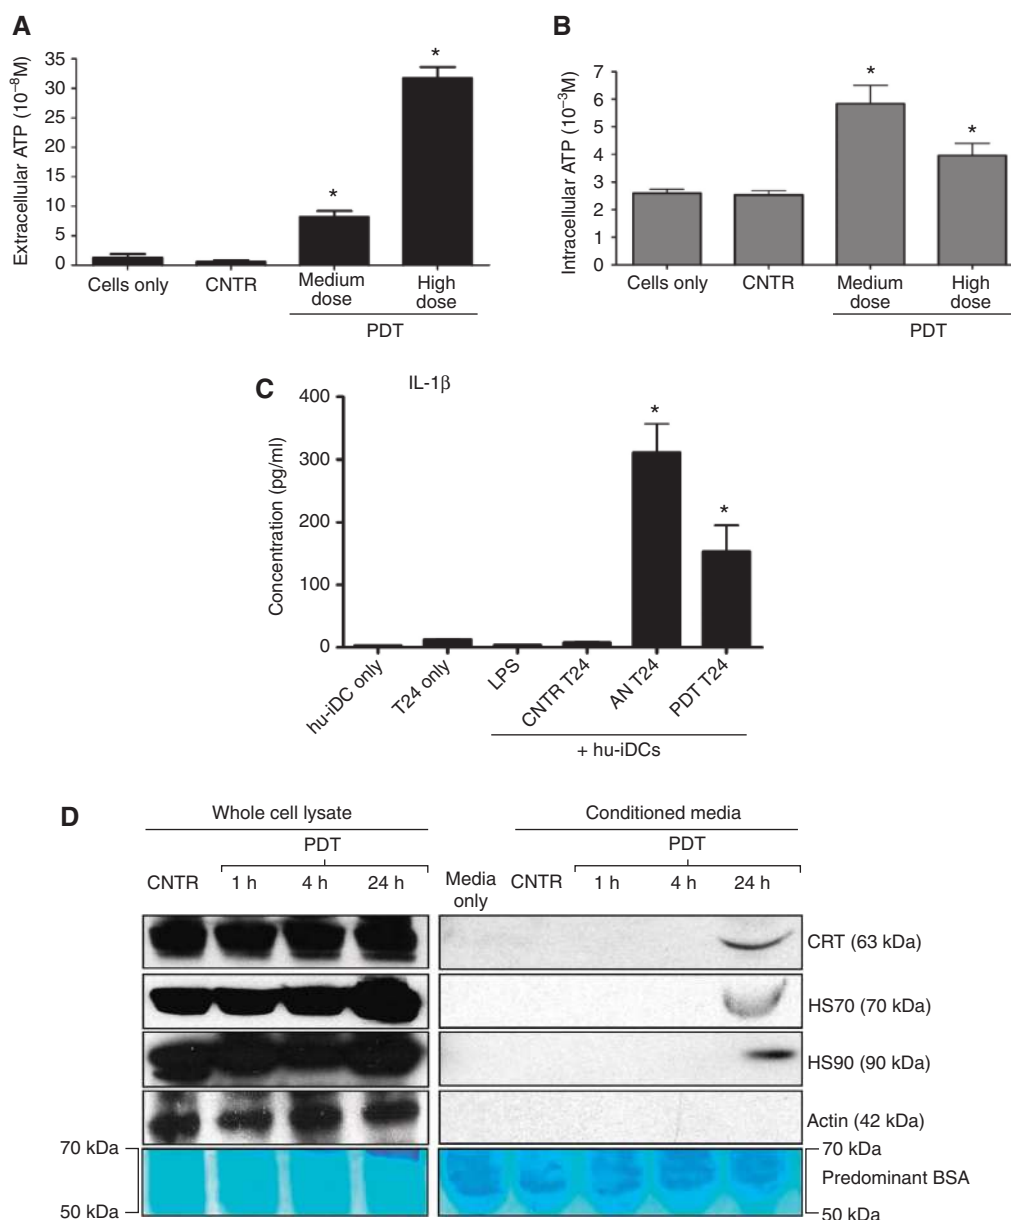 A
Extracellular ATP (10⁻⁸M)
35
30
25
20
15
10
5
0
*
*
Cells only
CNTR
Medium dose
High dose
PDT
B
Intracellular ATP (10⁻³M)
7
6
5
4
3
2
1
0
*
*
Cells only
CNTR
Medium dose
High dose
PDT
C
IL-1β
Concentration (pg/ml)
400
300
200
100
0
*
*
hu-iDC only
T24 only
LPS
CNTR T24
AN T24
PDT T24
+ hu-iDCs
D
Whole cell lysate
PDT
CNTR 1 h 4 h 24 h
Conditioned media
PDT
Media only CNTR 1 h 4 h 24 h
CRT (63 kDa)
HS70 (70 kDa)
HS90 (90 kDa)
Actin (42 kDa)
70 kDa
50 kDa
70 kDa
Predominant BSA
50 kDa